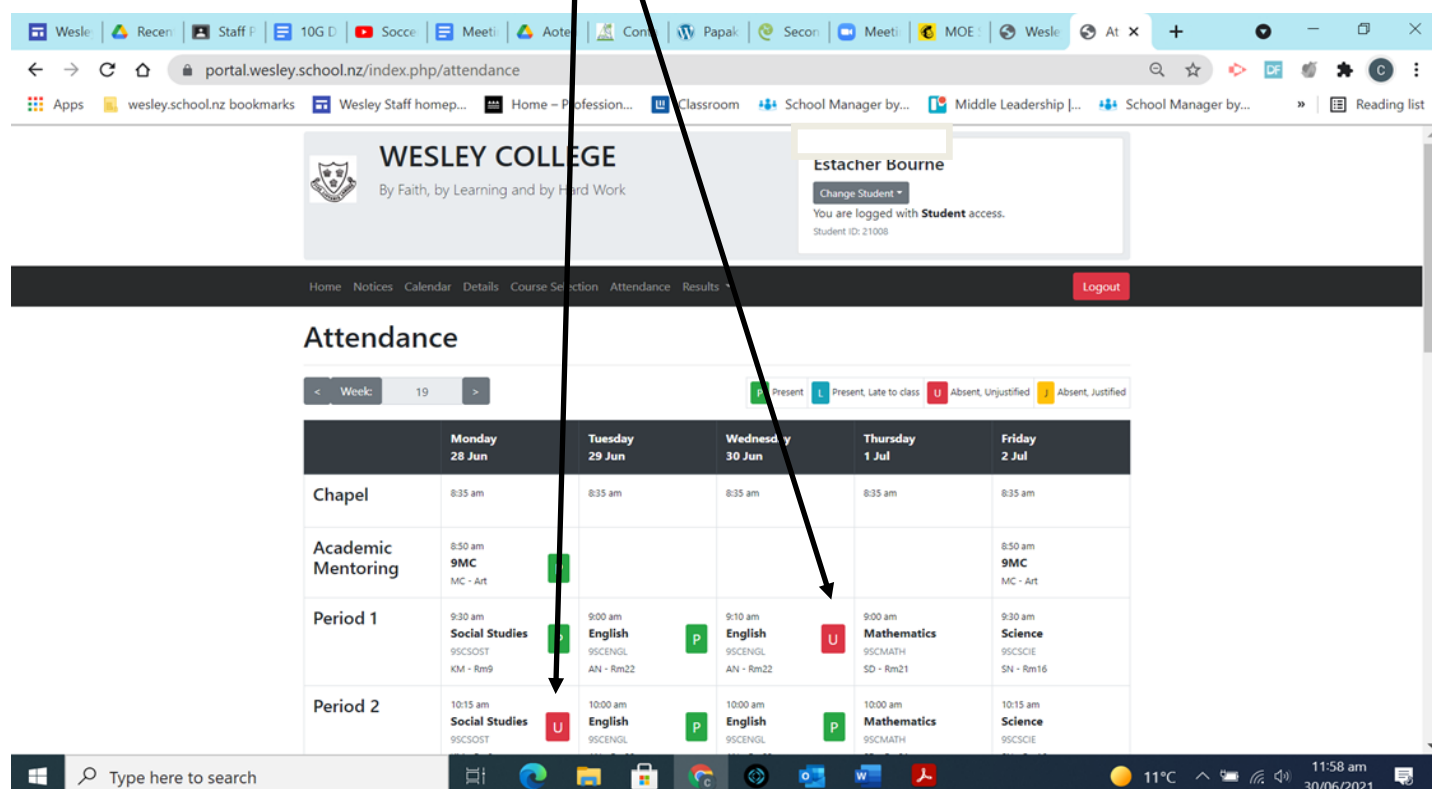 Wesle Recen Staff P 10G D Socce Meeti Aote Conf Papak Secon Meeti MOE Wesle At
portal.wesley.school.nz/index.php/attendance
Apps wesley.school.nz bookmarks Wesley Staff homep... Home – Profession... Classroom School Manager by... Middle Leadership |... School Manager by... » Reading list
WESLEY COLLEGE
By Faith, by Learning and by Hard Work
Estacher Bourne
Change Student
You are logged with Student access.
Student ID: 21008
Home Notices Calendar Details Course Selection Attendance Results Logout
Attendance
< Week: 19 > P Present L Present, Late to class U Absent, Unjustified J Absent, Justified
Monday Tuesday Wednesday Thursday Friday
28 Jun 29 Jun 30 Jun 1 Jul 2 Jul
Chapel 8:35 am 8:35 am 8:35 am 8:35 am 8:35 am
Academic Mentoring 8:50 am 8:50 am
9MC 9MC
MC - Art MC - Art
Period 1 9:30 am 9:00 am 9:10 am 9:00 am 9:30 am
Social Studies P English P English U Mathematics Science
9SCSOST 9SCENGL 9SCENGL 9SCMATH 9SCSCIE
KM - Rm9 AN - Rm22 AN - Rm22 SD - Rm21 SN - Rm16
Period 2 10:15 am 10:00 am 10:00 am 10:00 am 10:15 am
Social Studies U English P English P Mathematics Science
9SCSOST 9SCENGL 9SCENGL 9SCMATH 9SCSCIE
Type here to search 11°C 11:58 am
30/06/2021